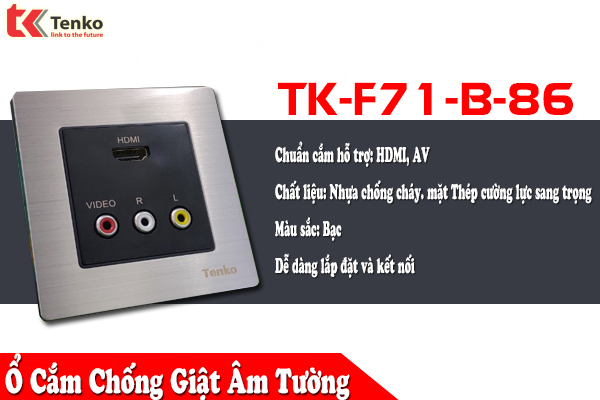 Tenko
link to the future
TK-F71-B-86
HDMI
VIDEO R L
Tenko
Chuẩn cắm hỗ trợ: HDMI, AV
Chất liệu: Nhựa chống cháy, mặt Thép cường lực sang trọng
Màu sắc: Bạc
Dễ dàng lắp đặt và kết nối
Ổ Cắm Chống Giật Âm Tường